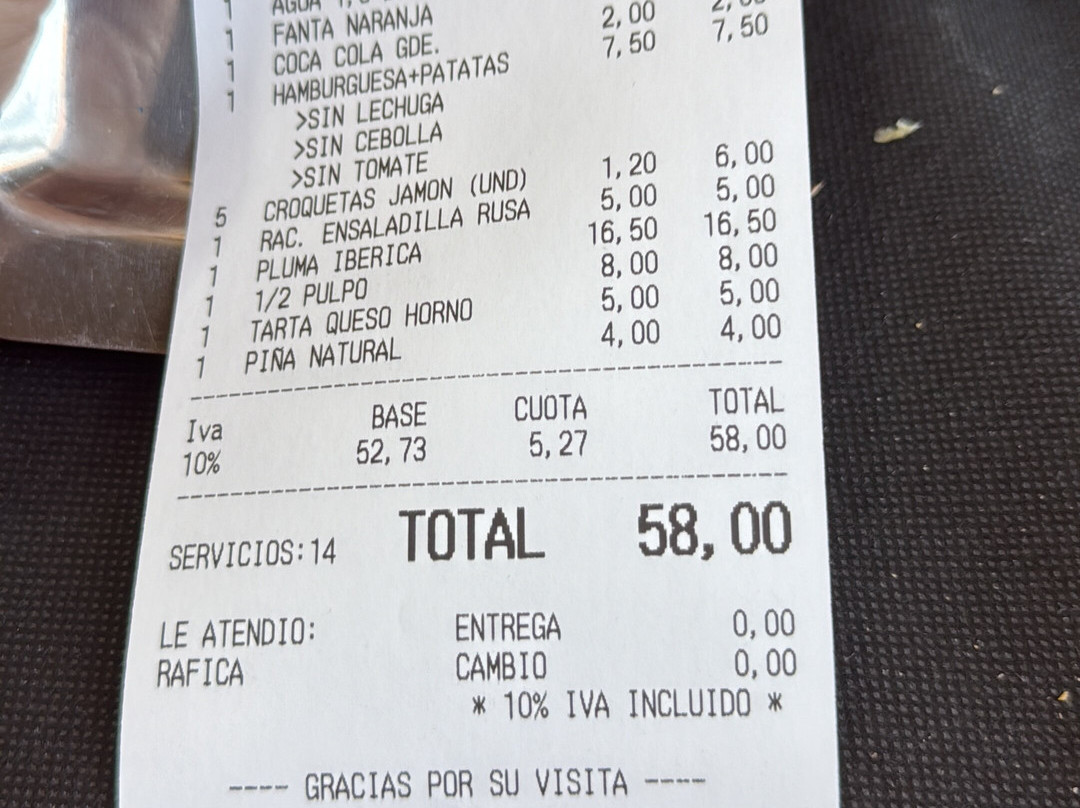 1 AGUA
1 FANTA NARANJA
1 COCA COLA GDE. 2,00 2,00
1 HAMBURGUESA+PATATAS 7,50 7,50
>SIN LECHUGA
>SIN CEBOLLA
>SIN TOMATE
5 CROQUETAS JAMON (UND) 1,20 6,00
1 RAC. ENSALADILLA RUSA 5,00 5,00
1 PLUMA IBERICA 16,50 16,50
1 1/2 PULPO 8,00 8,00
1 TARTA QUESO HORNO 5,00 5,00
1 PIÑA NATURAL 4,00 4,00
Iva BASE CUOTA TOTAL
10% 52,73 5,27 58,00
SERVICIOS:14 TOTAL 58,00
LE ATENDIO: ENTREGA 0,00
RAFICA CAMBIO 0,00
* 10% IVA INCLUIDO *
---- GRACIAS POR SU VISITA ----